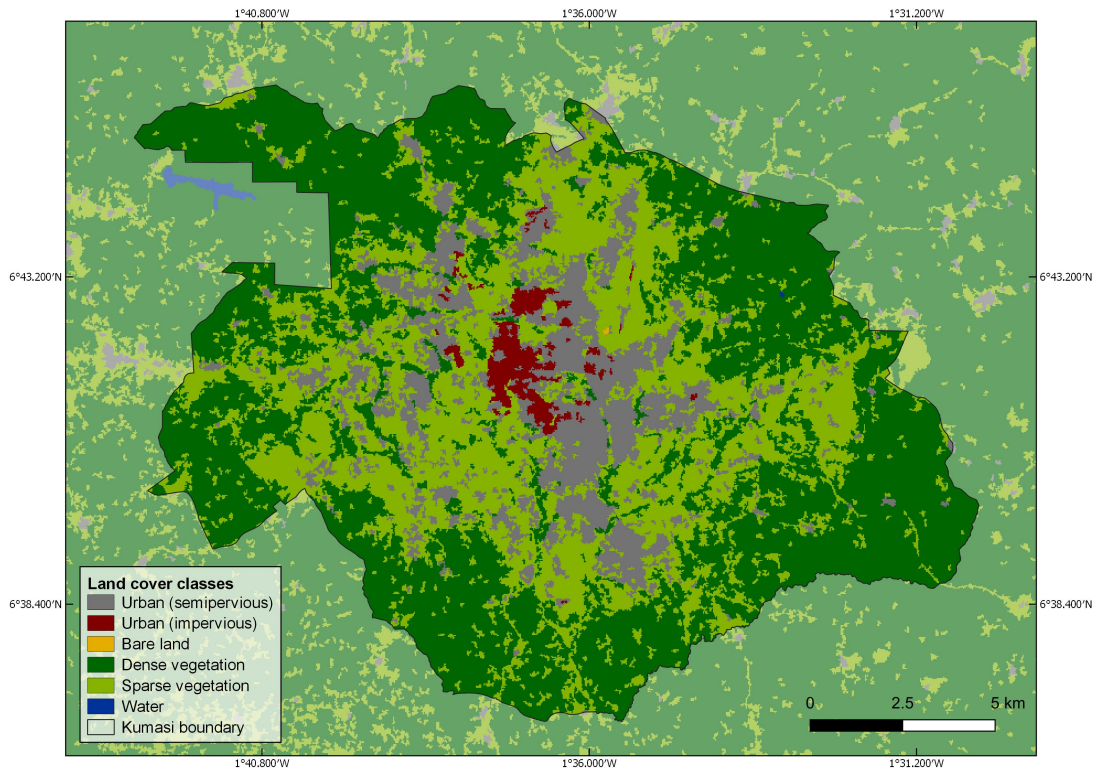 1°40.800′W 1°36.000′W 1°31.200′W
6°43.200′N 6°43.200′N
6°38.400′N 6°38.400′N
Land cover classes
Urban (semipervious)
Urban (impervious)
Bare land
Dense vegetation
Sparse vegetation
Water
Kumasi boundary
0 2.5 5 km
1°40.800′W 1°36.000′W 1°31.200′W